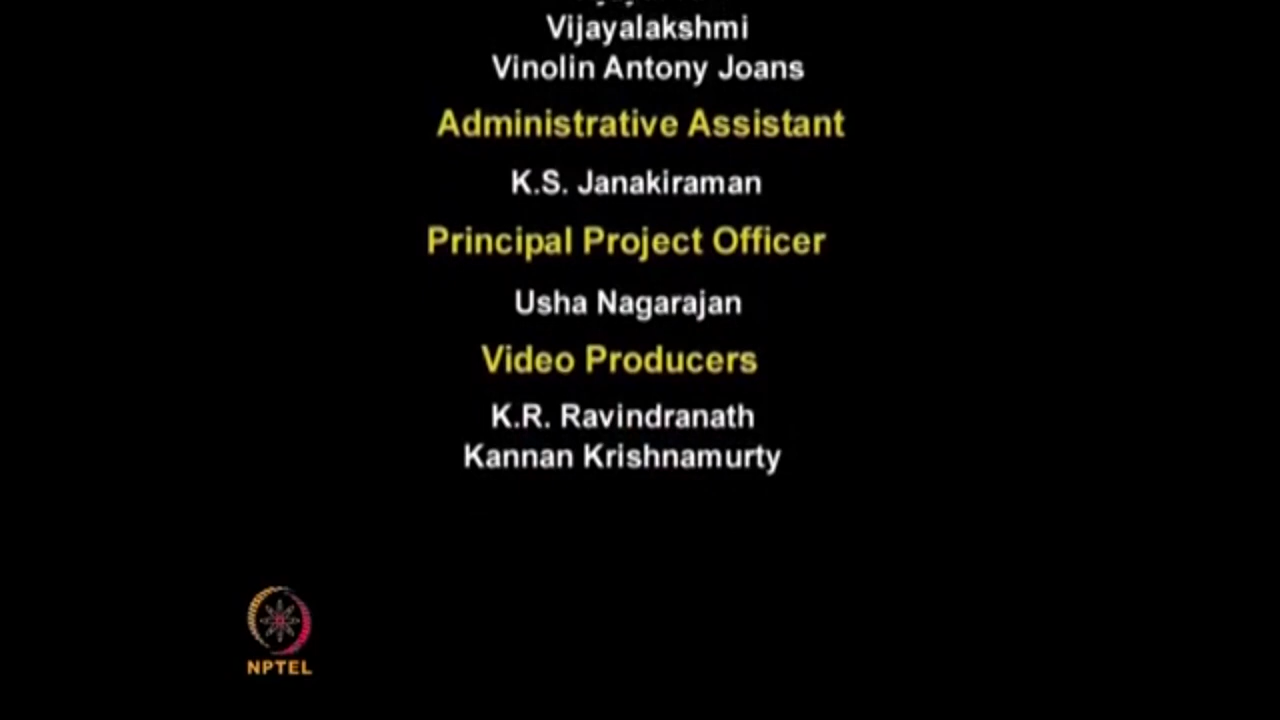 Vijayalakshmi
Vinolin Antony Joans
Administrative Assistant
K.S. Janakiraman
Principal Project Officer
Usha Nagarajan
Video Producers
K.R. Ravindranath
Kannan Krishnamurty
NPTEL